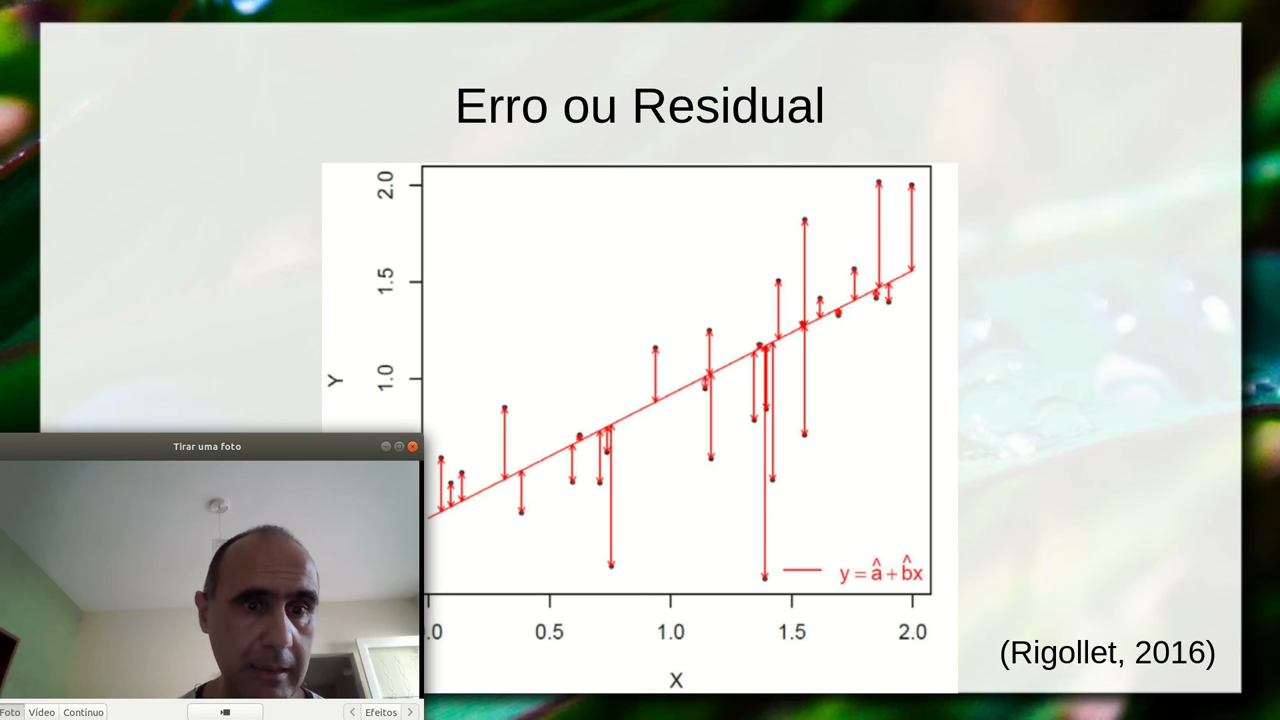 Erro ou Residual
2.0
1.5
1.0
Y
.0
0.5
1.0
1.5
2.0
X
y = â + b̂x
(Rigollet, 2016)
Tirar uma foto
Foto
Vídeo
Contínuo
Efeitos